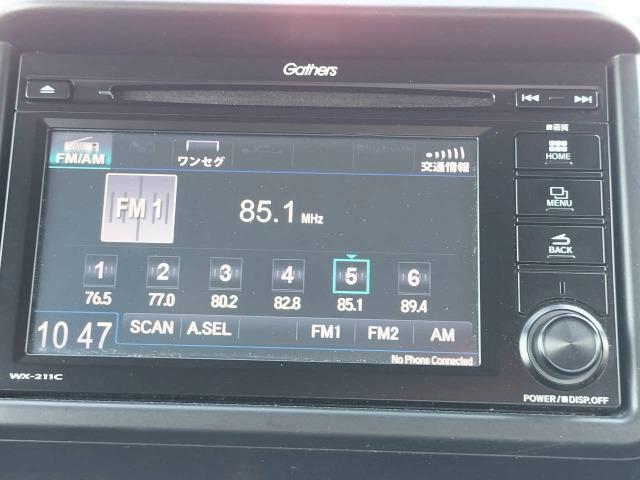 Gathers
画質
FM/AM
ワンセグ
交通情報
HOME
FM 1
85.1 MHz
MENU
BACK
1 2 3 4 5 6
76.5 77.0 80.2 82.8 85.1 89.4
10 47
SCAN A.SEL FM1 FM2 AM
No Phone Connected
WX-211C
POWER/ DISP.OFF